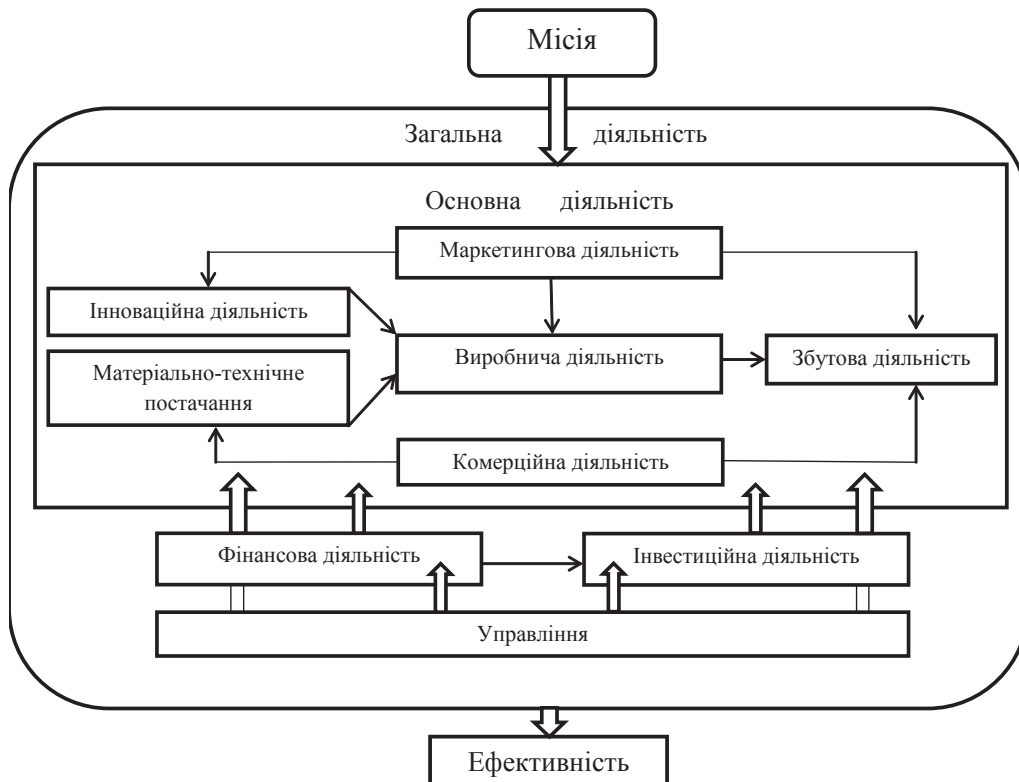 Місія
Загальна діяльність
Основна діяльність
Маркетингова діяльність
Інноваційна діяльність
Виробнича діяльність
Збутова діяльність
Матеріально-технічне
постачання
Комерційна діяльність
Фінансова діяльність
Інвестиційна діяльність
Управління
Ефективність